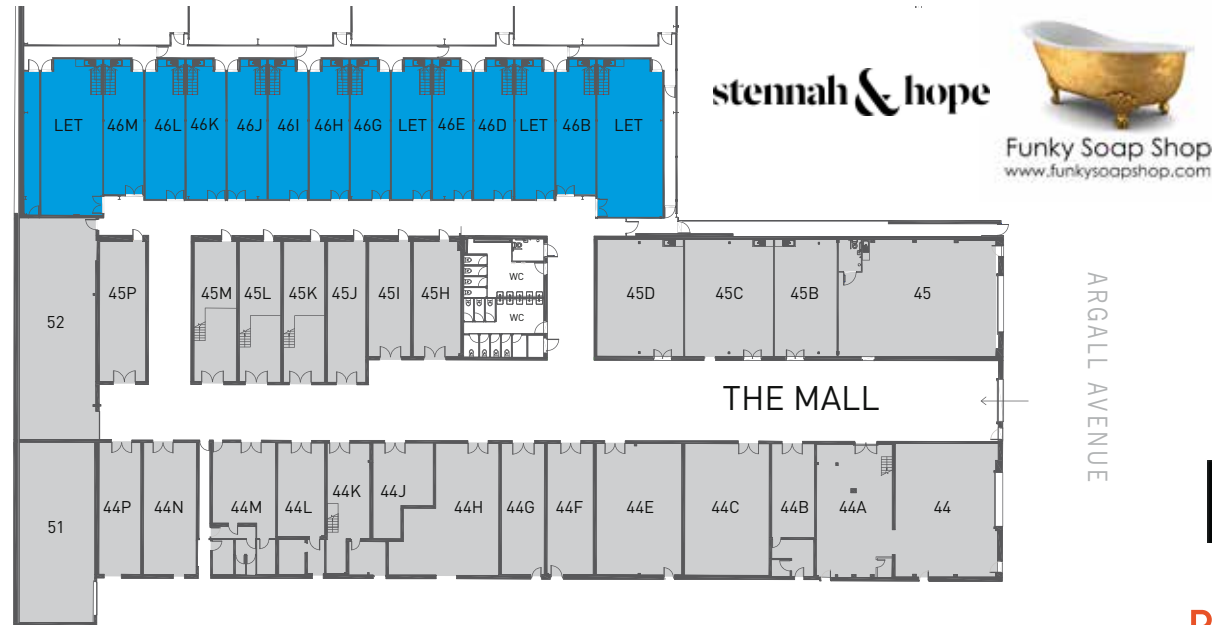 stennah & hope
Funky Soap Shop
www.funkysoapshop.com
LET 46M 46L 46K 46J 46I 46H 46G LET 46E 46D LET 46B LET
52 45P 45M 45L 45K 45J 45I 45H WC WC 45D 45C 45B 45
THE MALL
ARGALL AVENUE
51 44P 44N 44M 44L 44K 44J 44H 44G 44F 44E 44C 44B 44A 44